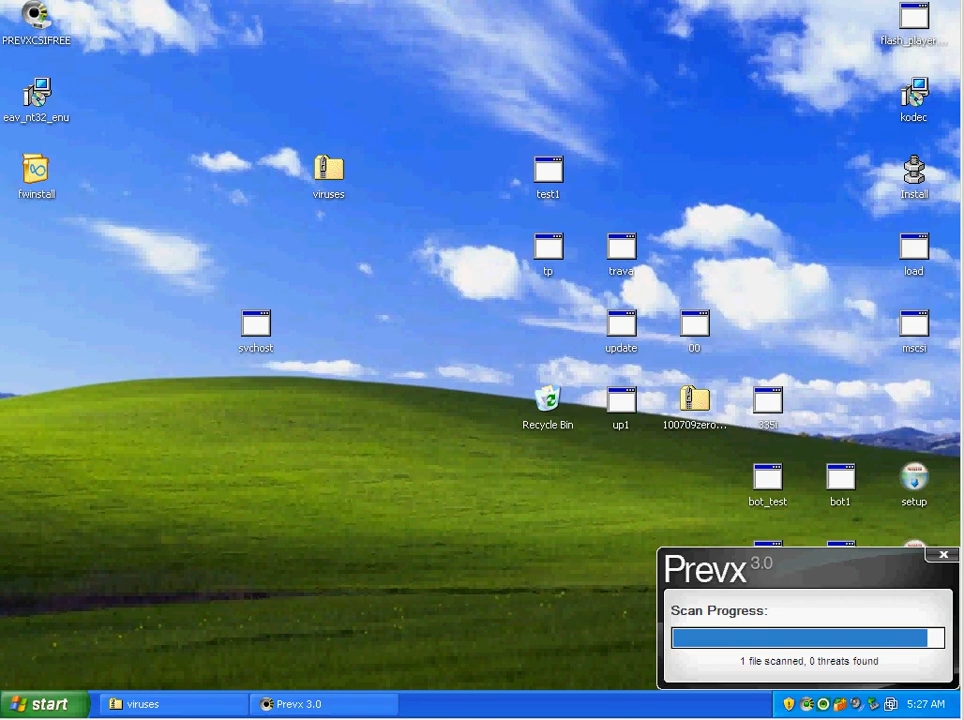 PREVXCSIFREE
flash_player...
eav_nt32_enu
kodec
fwinstall
viruses
test1
Install
tp
trava
load
svchost
update
00
mscsi
Recycle Bin
up1
100709zero...
bot_test
bot1
setup
Prevx 3.0
Scan Progress:
1 file scanned, 0 threats found
start
viruses
Prevx 3.0
5:27 AM